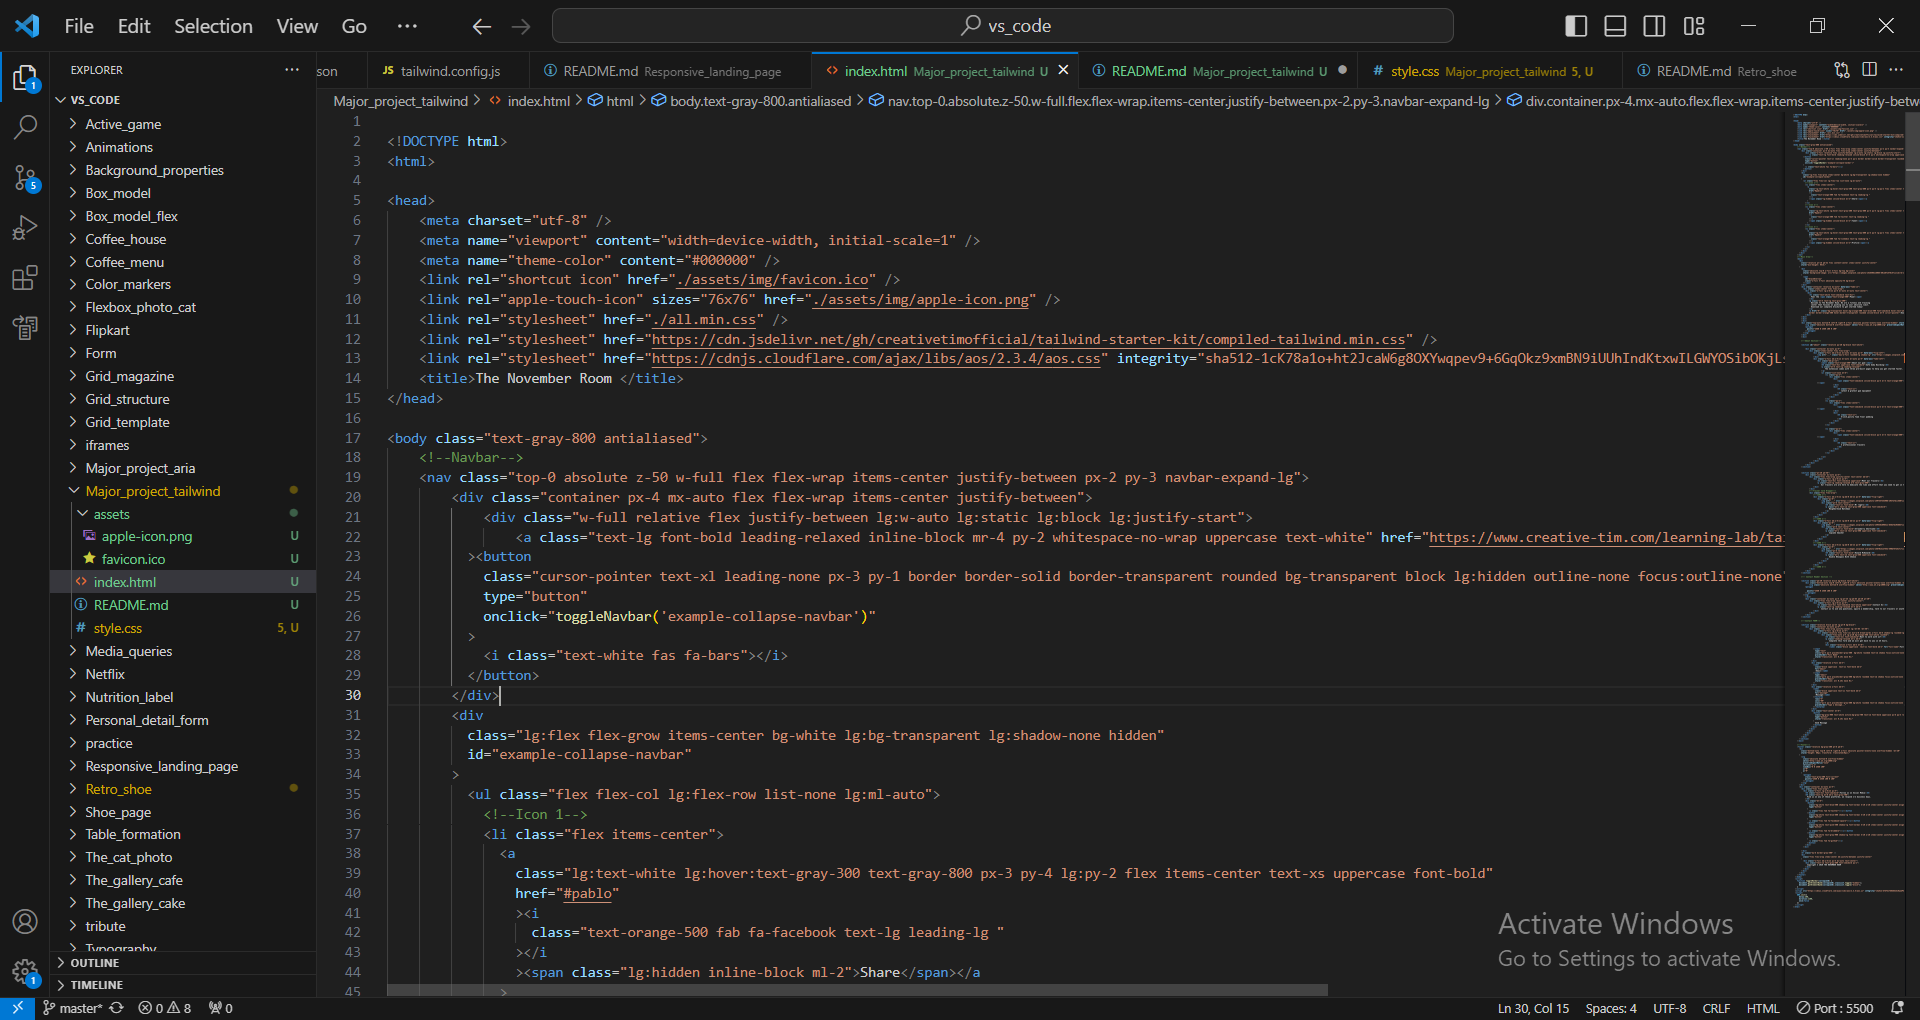 File Edit Selection View Go ··· vs_code
EXPLORER ···
son
JS tailwind.config.js
README.md Responsive_landing_page
<> index.html Major_project_tailwind U
README.md Major_project_tailwind U
# style.css Major_project_tailwind 5, U
README.md Retro_shoe
Major_project_tailwind > <> index.html > html > body.text-gray-800.antialiased > nav.top-0.absolute.z-50.w-full.flex.flex-wrap.items-center.justify-between.px-2.py-3.navbar-expand-lg > div.container.px-4.mx-auto.flex.flex-wrap.items-center.justify-betw
VS_CODE
Active_game
Animations
Background_properties
Box_model
Box_model_flex
Coffee_house
Coffee_menu
Color_markers
Flexbox_photo_cat
Flipkart
Form
Grid_magazine
Grid_structure
Grid_template
iframes
Major_project_aria
Major_project_tailwind
assets
apple-icon.png U
favicon.ico U
<> index.html U
README.md U
# style.css 5, U
Media_queries
Netflix
Nutrition_label
Personal_detail_form
practice
Responsive_landing_page
Retro_shoe
Shoe_page
Table_formation
The_cat_photo
The_gallery_cafe
The_gallery_cake
tribute
Typography
OUTLINE
TIMELINE
1
2 <!DOCTYPE html>
3 <html>
4
5 <head>
6 <meta charset="utf-8" />
7 <meta name="viewport" content="width=device-width, initial-scale=1" />
8 <meta name="theme-color" content="#000000" />
9 <link rel="shortcut icon" href="./assets/img/favicon.ico" />
10 <link rel="apple-touch-icon" sizes="76x76" href="./assets/img/apple-icon.png" />
11 <link rel="stylesheet" href="./all.min.css" />
12 <link rel="stylesheet" href="https://cdn.jsdelivr.net/gh/creativetimofficial/tailwind-starter-kit/compiled-tailwind.min.css" />
13 <link rel="stylesheet" href="https://cdnjs.cloudflare.com/ajax/libs/aos/2.3.4/aos.css" integrity="sha512-1cK78a1o+ht2JcaW6g8OXYwqpev9+6GqOkz9xmBN9iUUhIndKtxwILGWYOSibOKjLs
14 <title>The November Room </title>
15 </head>
16
17 <body class="text-gray-800 antialiased">
18 <!--Navbar-->
19 <nav class="top-0 absolute z-50 w-full flex flex-wrap items-center justify-between px-2 py-3 navbar-expand-lg">
20 <div class="container px-4 mx-auto flex flex-wrap items-center justify-between">
21 <div class="w-full relative flex justify-between lg:w-auto lg:static lg:block lg:justify-start">
22 <a class="text-lg font-bold leading-relaxed inline-block mr-4 py-2 whitespace-no-wrap uppercase text-white" href="https://www.creative-tim.com/learning-lab/tai
23 ><button
24 class="cursor-pointer text-xl leading-none px-3 py-1 border border-solid border-transparent rounded bg-transparent block lg:hidden outline-none focus:outline-none"
25 type="button"
26 onclick="toggleNavbar('example-collapse-navbar')"
27 >
28 <i class="text-white fas fa-bars"></i>
29 </button>
30 </div>
31 <div
32 class="lg:flex flex-grow items-center bg-white lg:bg-transparent lg:shadow-none hidden"
33 id="example-collapse-navbar"
34 >
35 <ul class="flex flex-col lg:flex-row list-none lg:ml-auto">
36 <!--Icon 1-->
37 <li class="flex items-center">
38 <a
39 class="lg:text-white lg:hover:text-gray-300 text-gray-800 px-3 py-4 lg:py-2 flex items-center text-xs uppercase font-bold"
40 href="#pablo"
41 ><i
42 class="text-orange-500 fab fa-facebook text-lg leading-lg "
43 ></i
44 ><span class="lg:hidden inline-block ml-2">Share</span></a
45 >
Activate Windows
Go to Settings to activate Windows.
1
5
1
master* 0 8 0
Ln 30, Col 15 Spaces: 4 UTF-8 CRLF HTML Port : 5500